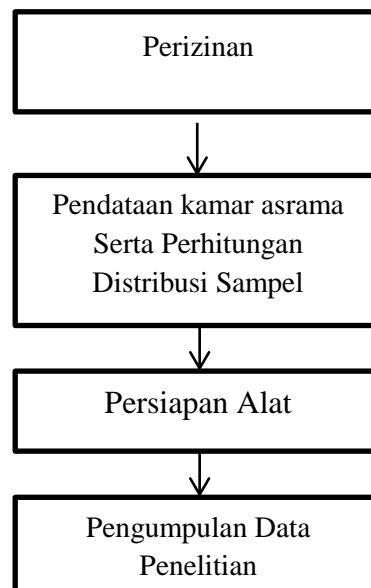 Perizinan
Pendataan kamar asrama
Serta Perhitungan
Distribusi Sampel
Persiapan Alat
Pengumpulan Data
Penelitian